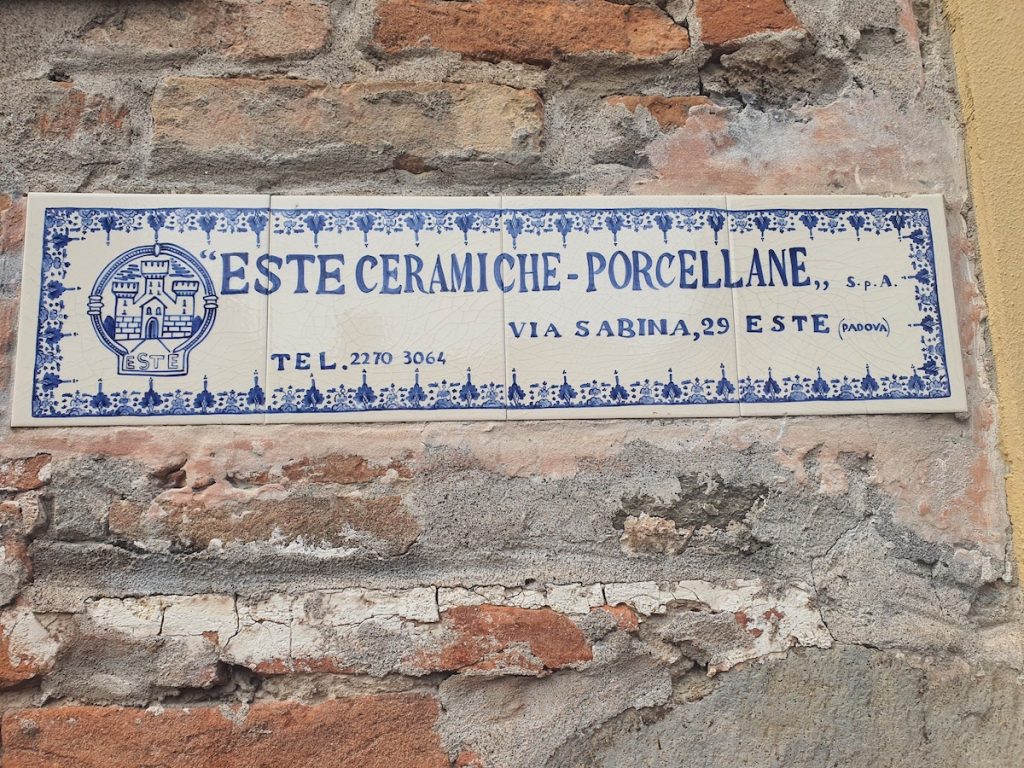 "ESTE CERAMICHE-PORCELLANE,, S.p.A.
VIA SABINA, 29 ESTE (PADOVA)
TEL. 2270 3064
ESTE